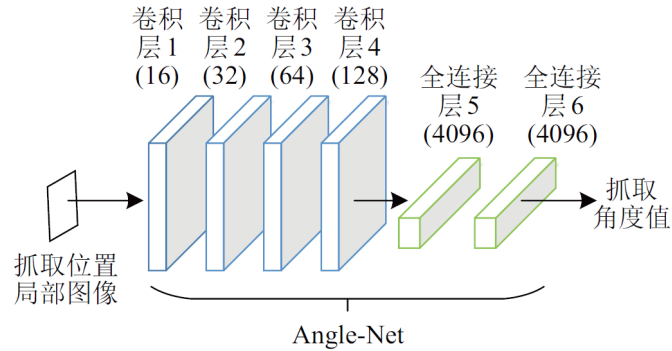 卷积
层1
(16)
卷积
层2
(32)
卷积
层3
(64)
卷积
层4
(128)
全连接
层5
(4096)
全连接
层6
(4096)
抓取位置
局部图像
抓取
角度值
Angle-Net